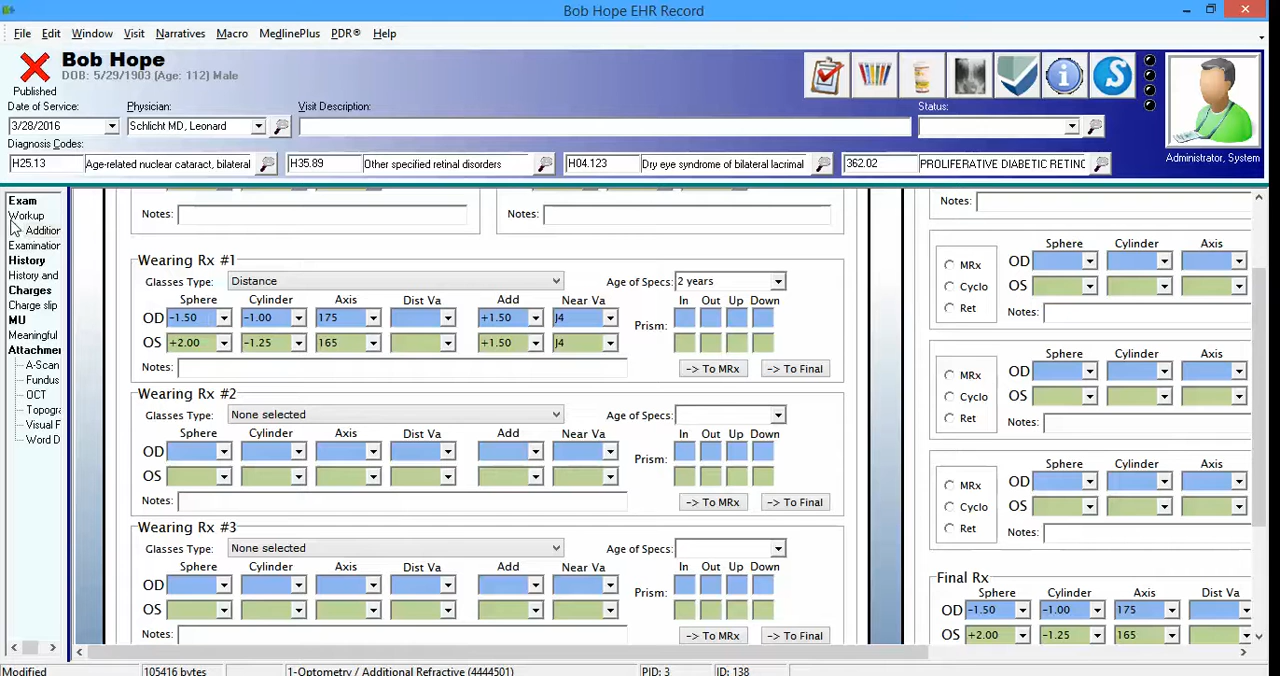 Bob Hope EHR Record
File Edit Window Visit Narratives Macro MedlinePlus PDR® Help
Bob Hope
DOB: 5/29/1903 (Age: 112) Male
Published
Date of Service: Physician: Visit Description: Status:
3/28/2016 Schlicht MD, Leonard
Diagnosis Codes:
Administrator, System
H25.13 Age-related nuclear cataract, bilateral H35.89 Other specified retinal disorders H04.123 Dry eye syndrome of bilateral lacrimal 362.02 PROLIFERATIVE DIABETIC RETINO
Exam
Workup
Addition
Examination
History
History and
Charges
Charge slip
MU
Meaningful
Attachmen
A-Scan
Fundus
OCT
Topogra
Visual F
Word D
Notes: Notes:
Wearing Rx #1
Glasses Type: Distance Age of Specs: 2 years
Sphere Cylinder Axis Dist Va Add Near Va In Out Up Down
OD -1.50 -1.00 175 +1.50 J4
Prism:
OS +2.00 -1.25 165 +1.50 J4
Notes: -> To MRx -> To Final
Wearing Rx #2
Glasses Type: None selected Age of Specs:
Sphere Cylinder Axis Dist Va Add Near Va In Out Up Down
OD
Prism:
OS
Notes: -> To MRx -> To Final
Wearing Rx #3
Glasses Type: None selected Age of Specs:
Sphere Cylinder Axis Dist Va Add Near Va In Out Up Down
OD
Prism:
OS
Notes: -> To MRx -> To Final
Notes:
Sphere Cylinder Axis
MRx OD
Cyclo OS
Ret Notes:
Sphere Cylinder Axis
MRx OD
Cyclo OS
Ret Notes:
Sphere Cylinder Axis
MRx OD
Cyclo OS
Ret Notes:
Final Rx
Sphere Cylinder Axis Dist Va
OD -1.50 -1.00 175
OS +2.00 -1.25 165
Modified 105416 bytes 1-Optometry / Additional Refractive (4444501) PID: 3 ID: 138